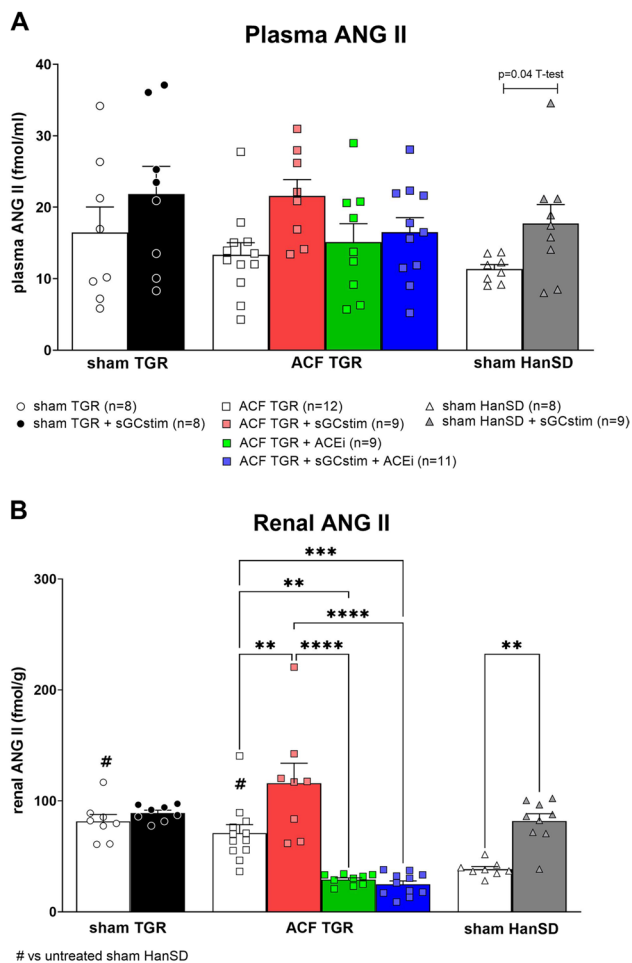 A
Plasma ANG II
plasma ANG II (fmol/ml)
40
30
20
10
0
p=0.04 T-test
sham TGR
ACF TGR
sham HanSD
sham TGR (n=8)
sham TGR + sGCstim (n=8)
ACF TGR (n=12)
ACF TGR + sGCstim (n=9)
ACF TGR + ACEi (n=9)
ACF TGR + sGCstim + ACEi (n=11)
sham HanSD (n=8)
sham HanSD + sGCstim (n=9)
B
Renal ANG II
renal ANG II (fmol/g)
300
200
100
0
***
**
****
** ****
**
#
#
sham TGR
ACF TGR
sham HanSD
# vs untreated sham HanSD